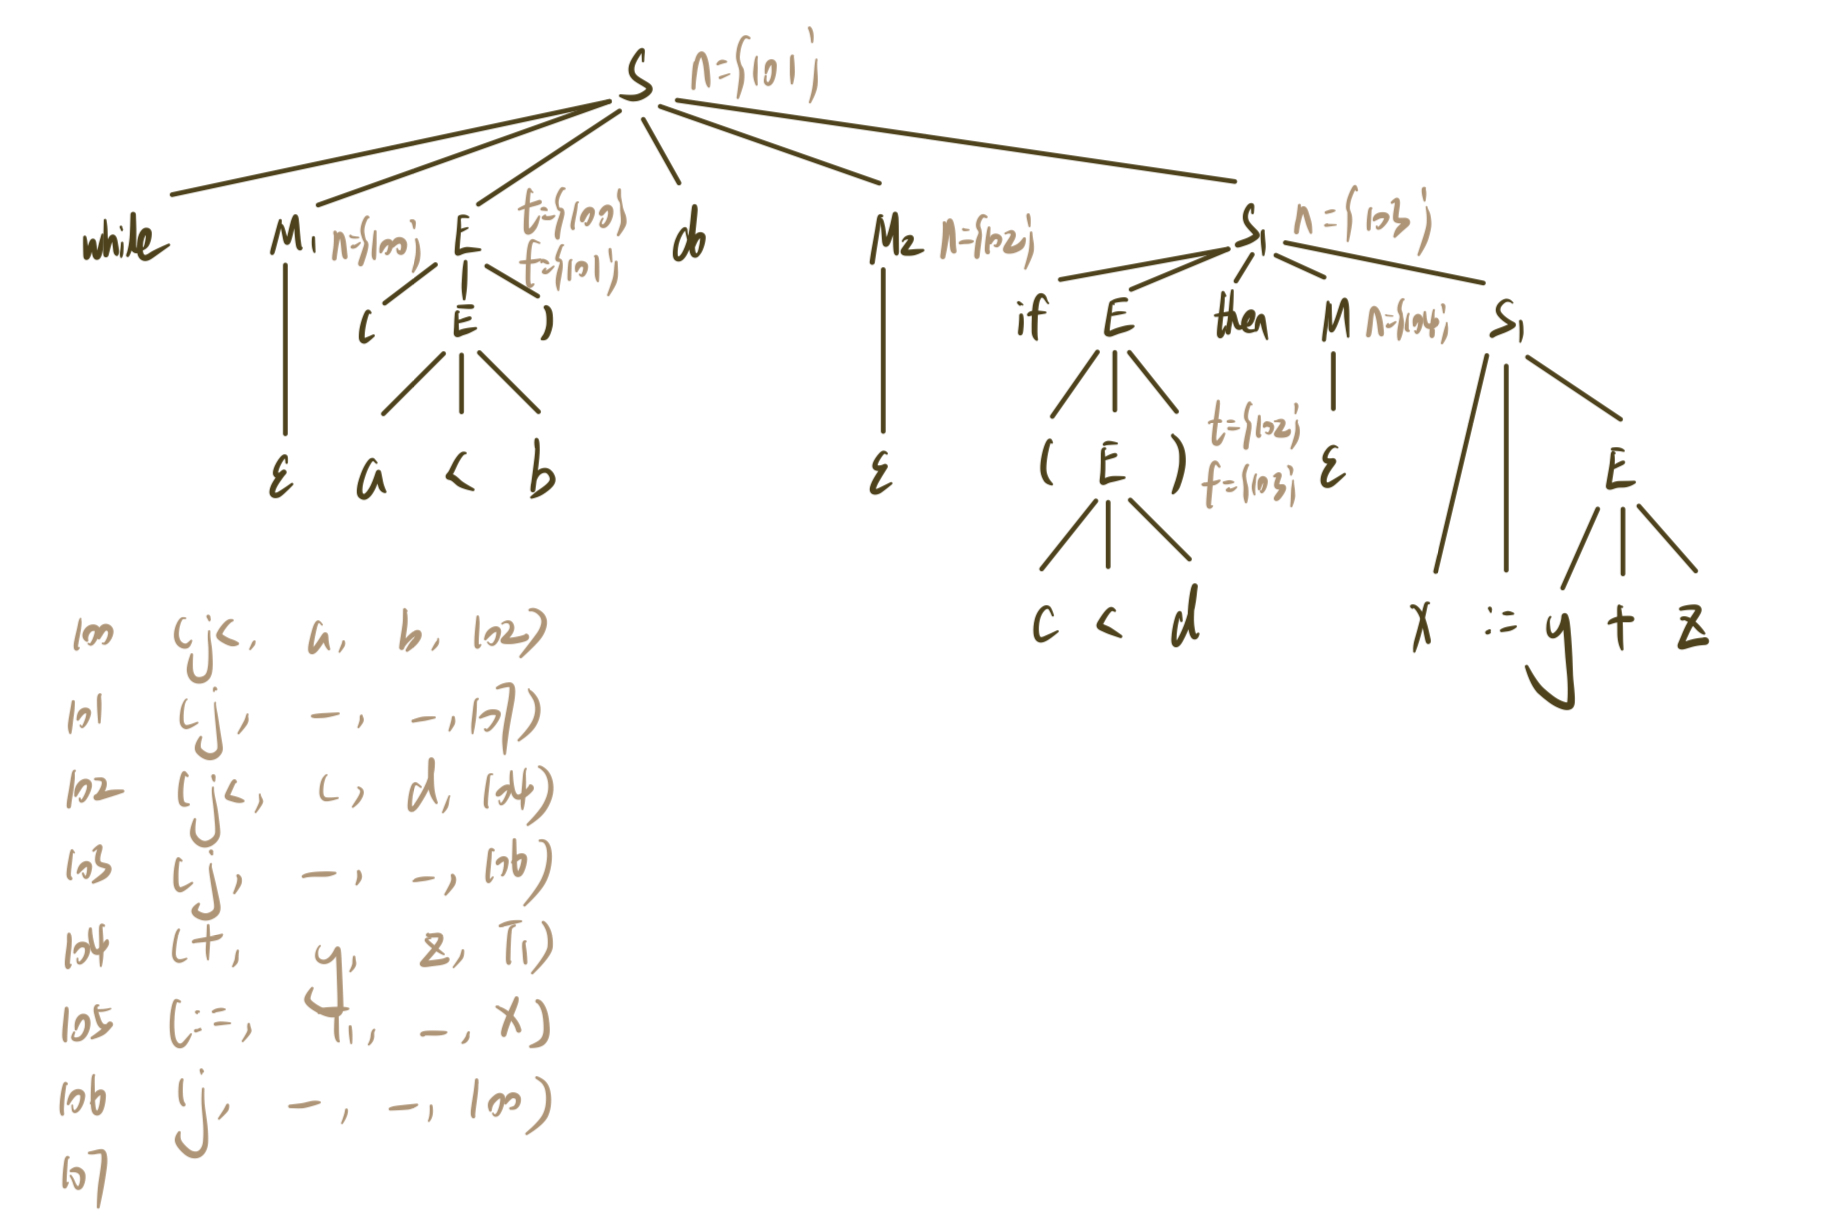 S n={101}
while M1 n={100} E t={100} f={101} do M2 n={102} S1 n={103}
( E ) if E then M n={104} S1
ε a < b ε ( E ) t={102} f={103} ε E
c < d x := y + z
100 (j<, a, b, 102)
101 (j, -, -, 107)
102 (j<, c, d, 104)
103 (j, -, -, 106)
104 (+, y, z, T1)
105 (:=, T1, -, x)
106 (j, -, -, 100)
107